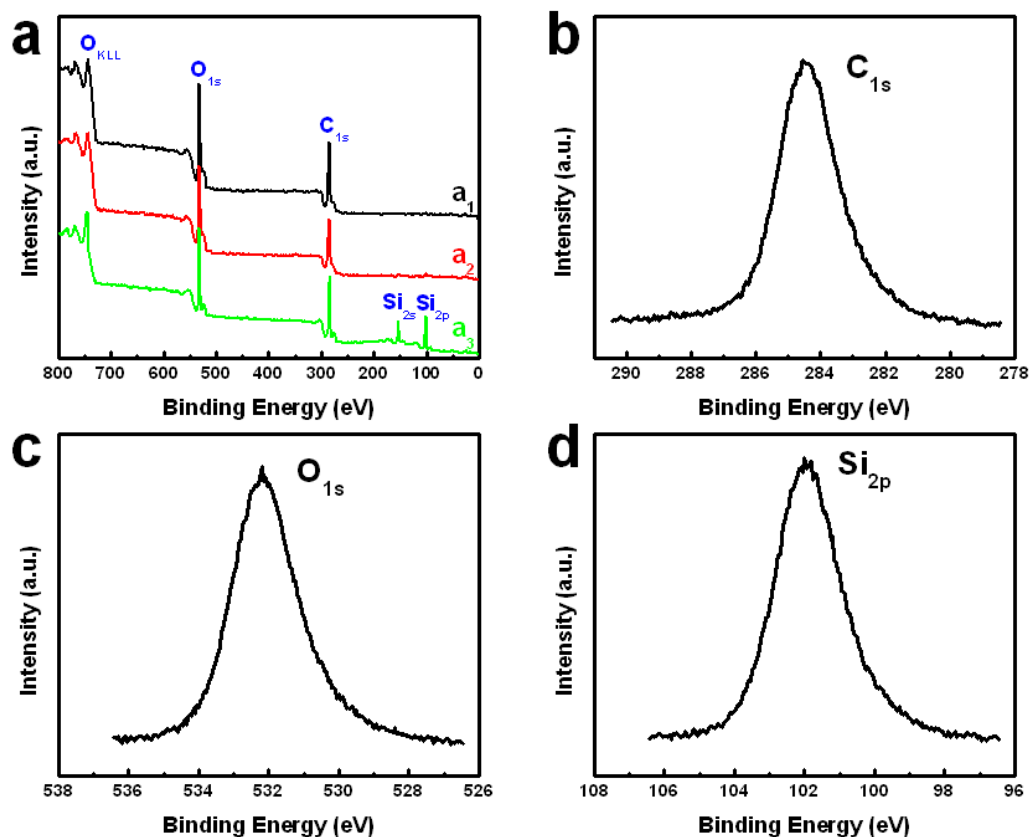 a
O KLL
O 1s
C 1s
a 1
a 2
Si 2s Si 2p
a 3
Intensity (a.u.)
800 700 600 500 400 300 200 100 0
Binding Energy (eV)
b
C 1s
Intensity (a.u.)
290 288 286 284 282 280 278
Binding Energy (eV)
c
O 1s
Intensity (a.u.)
538 536 534 532 530 528 526
Binding Energy (eV)
d
Si 2p
Intensity (a.u.)
108 106 104 102 100 98 96
Binding Energy (eV)